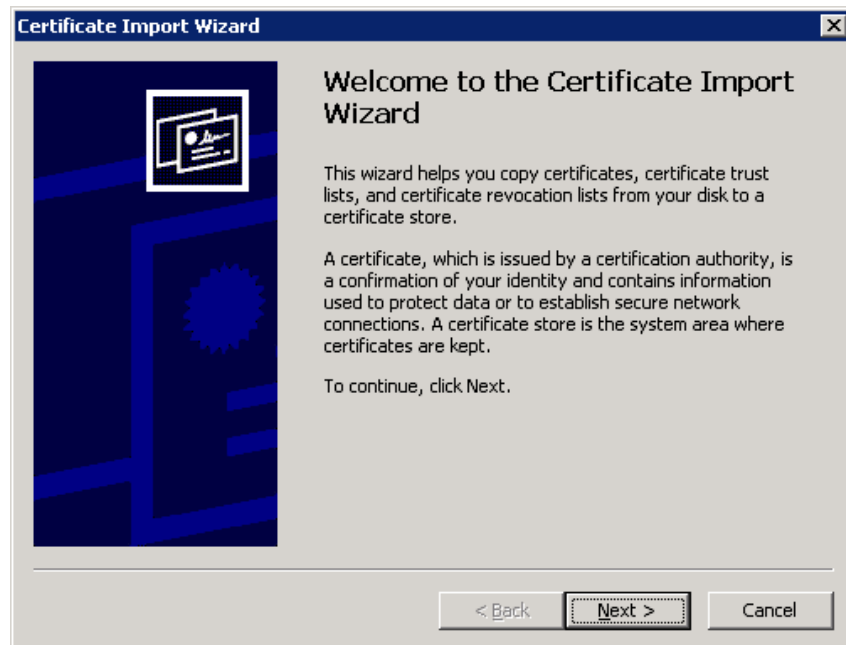 Certificate Import Wizard
Welcome to the Certificate Import
Wizard
This wizard helps you copy certificates, certificate trust
lists, and certificate revocation lists from your disk to a
certificate store.
A certificate, which is issued by a certification authority, is
a confirmation of your identity and contains information
used to protect data or to establish secure network
connections. A certificate store is the system area where
certificates are kept.
To continue, click Next.
< Back
Next >
Cancel